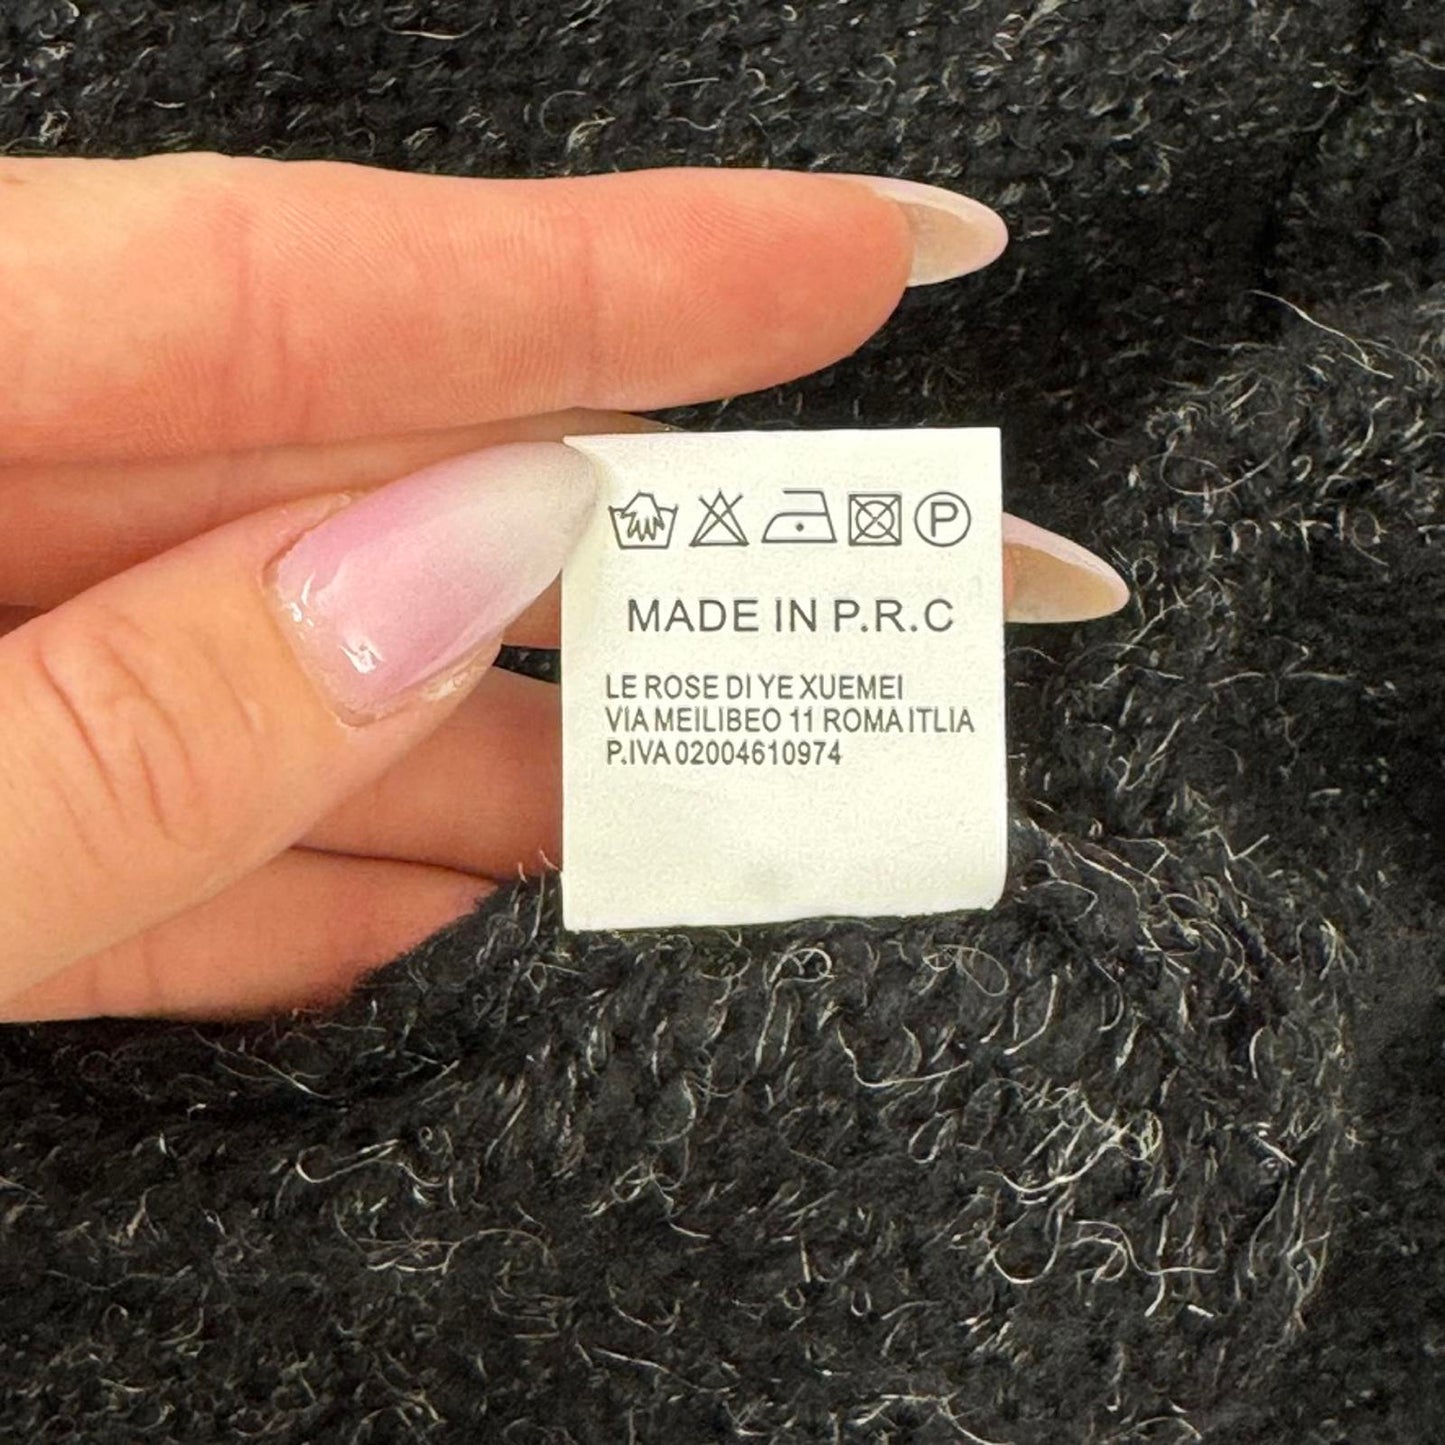 P
MADE IN P.R.C
LE ROSE DI YE XUEMEI
VIA MEILIBEO 11 ROMA ITLIA
P.IVA 02004610974